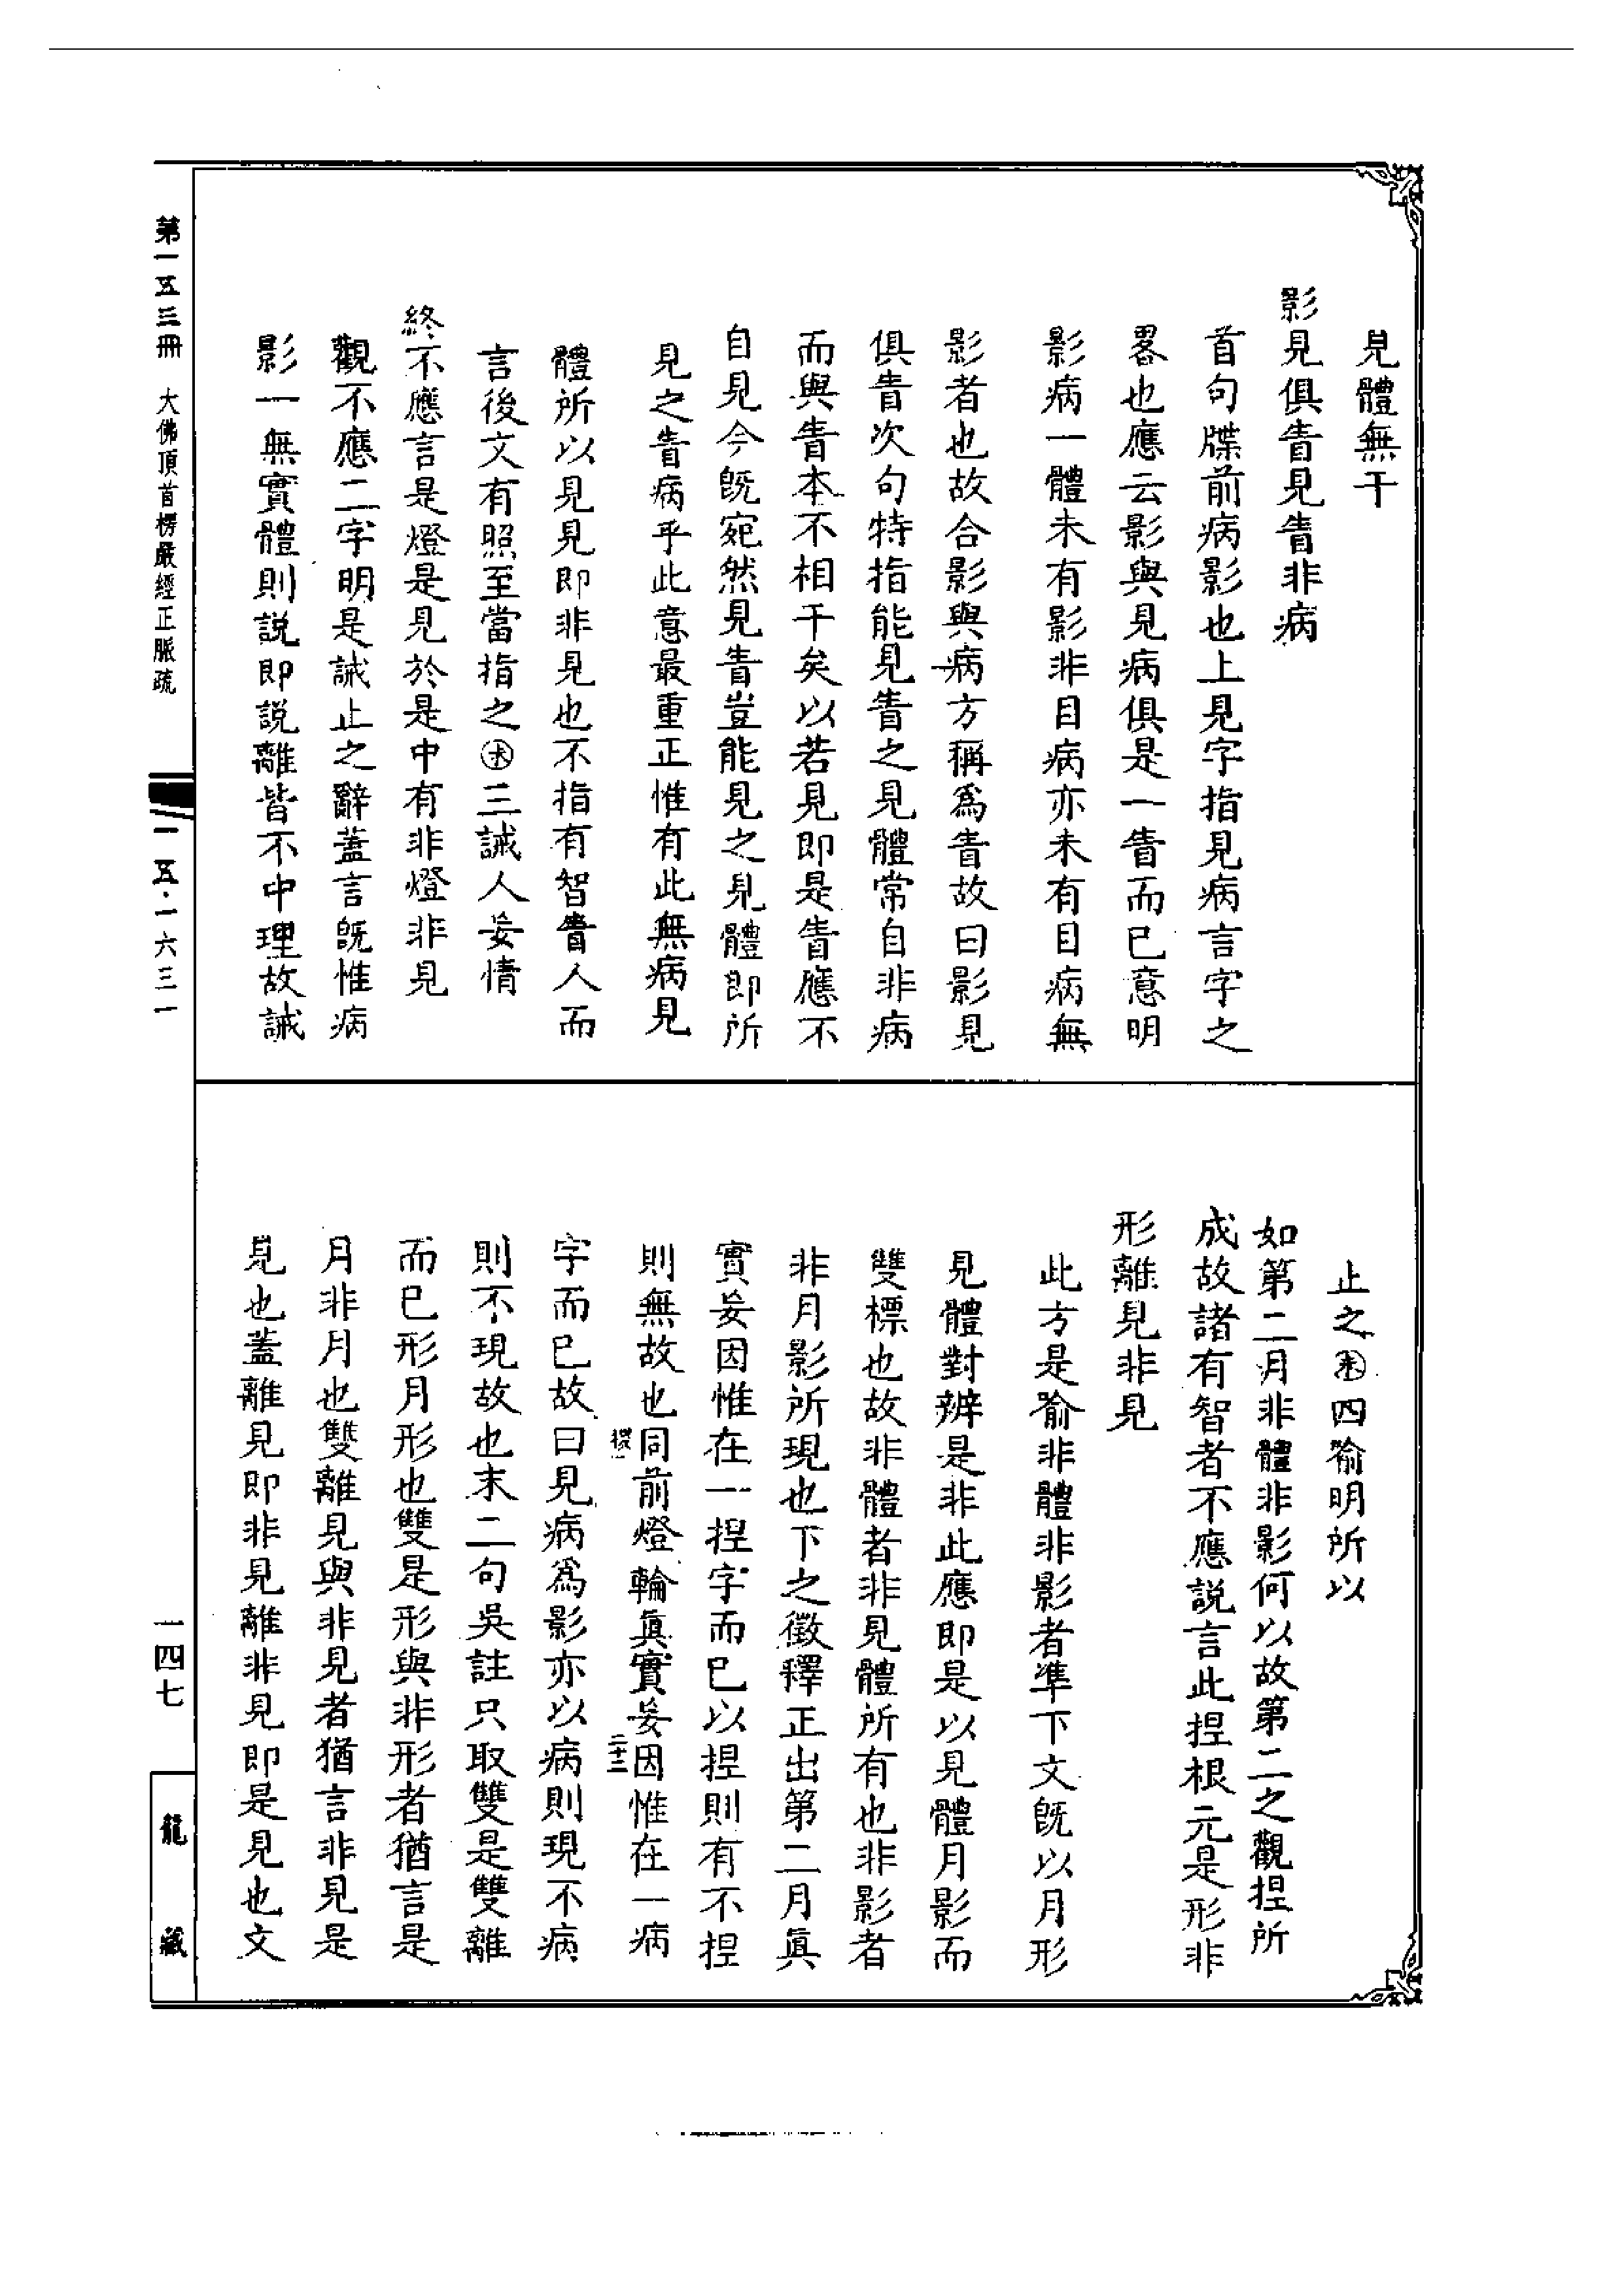 見體無干
影見俱眚見眚非病
首句牒前病影也上見字指見病言字之
畧也應云影與見病俱是一眚而已意明
影病一體未有影非目病亦未有目病無
影者也故合影與病方稱爲眚故曰影見
俱眚次句特指能見眚之見體常自非病
而與眚本不相干矣以若見即是眚應不
自見今旣宛然見眚豈能見之見體即所
見之眚病乎此意最重正惟有此無病見
體所以見見即非見也不指有智眚人而
言後文有照至當指之㊍三誡人妄情
終不應言是燈是見於是中有非燈非見
觀不應二字明是誡止之辭蓋言旣惟病
影一無實體則説即説離皆不中理故誡
止之㊍四喻明所以
如第二月非體非影何以故第二之觀捏所
成故諸有智者不應説言此捏根元是形非
形離見非見
此方是喻非體非影者準下文旣以月形
見體對辨是非此應即是以見體月影而
雙標也故非體者非見體所有也非影者
非月影所現也下之徵釋正出第二月眞
實妄因惟在一捏字而已以捏則有不捏
則無故也同前燈輪眞實妄因惟在一病
字而已故曰見病爲影亦以病則現不病
則不現故也末二句吳註只取雙是雙離
而已形月形也雙是形與非形者猶言是
月非月也雙離見與非見者猶言非見是
見也蓋離見即非見離非見即是見也文
第一五三冊 大佛頂首楞嚴經正脈疏
一五·一六三一
一四七
龍藏